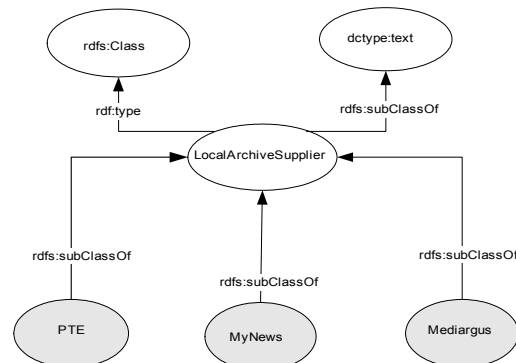 rdfs:Class
dctype:text
rdf:type
rdfs:subClassOf
LocalArchiveSupplier
rdfs:subClassOf
rdfs:subClassOf
rdfs:subClassOf
PTE
MyNews
Mediargus